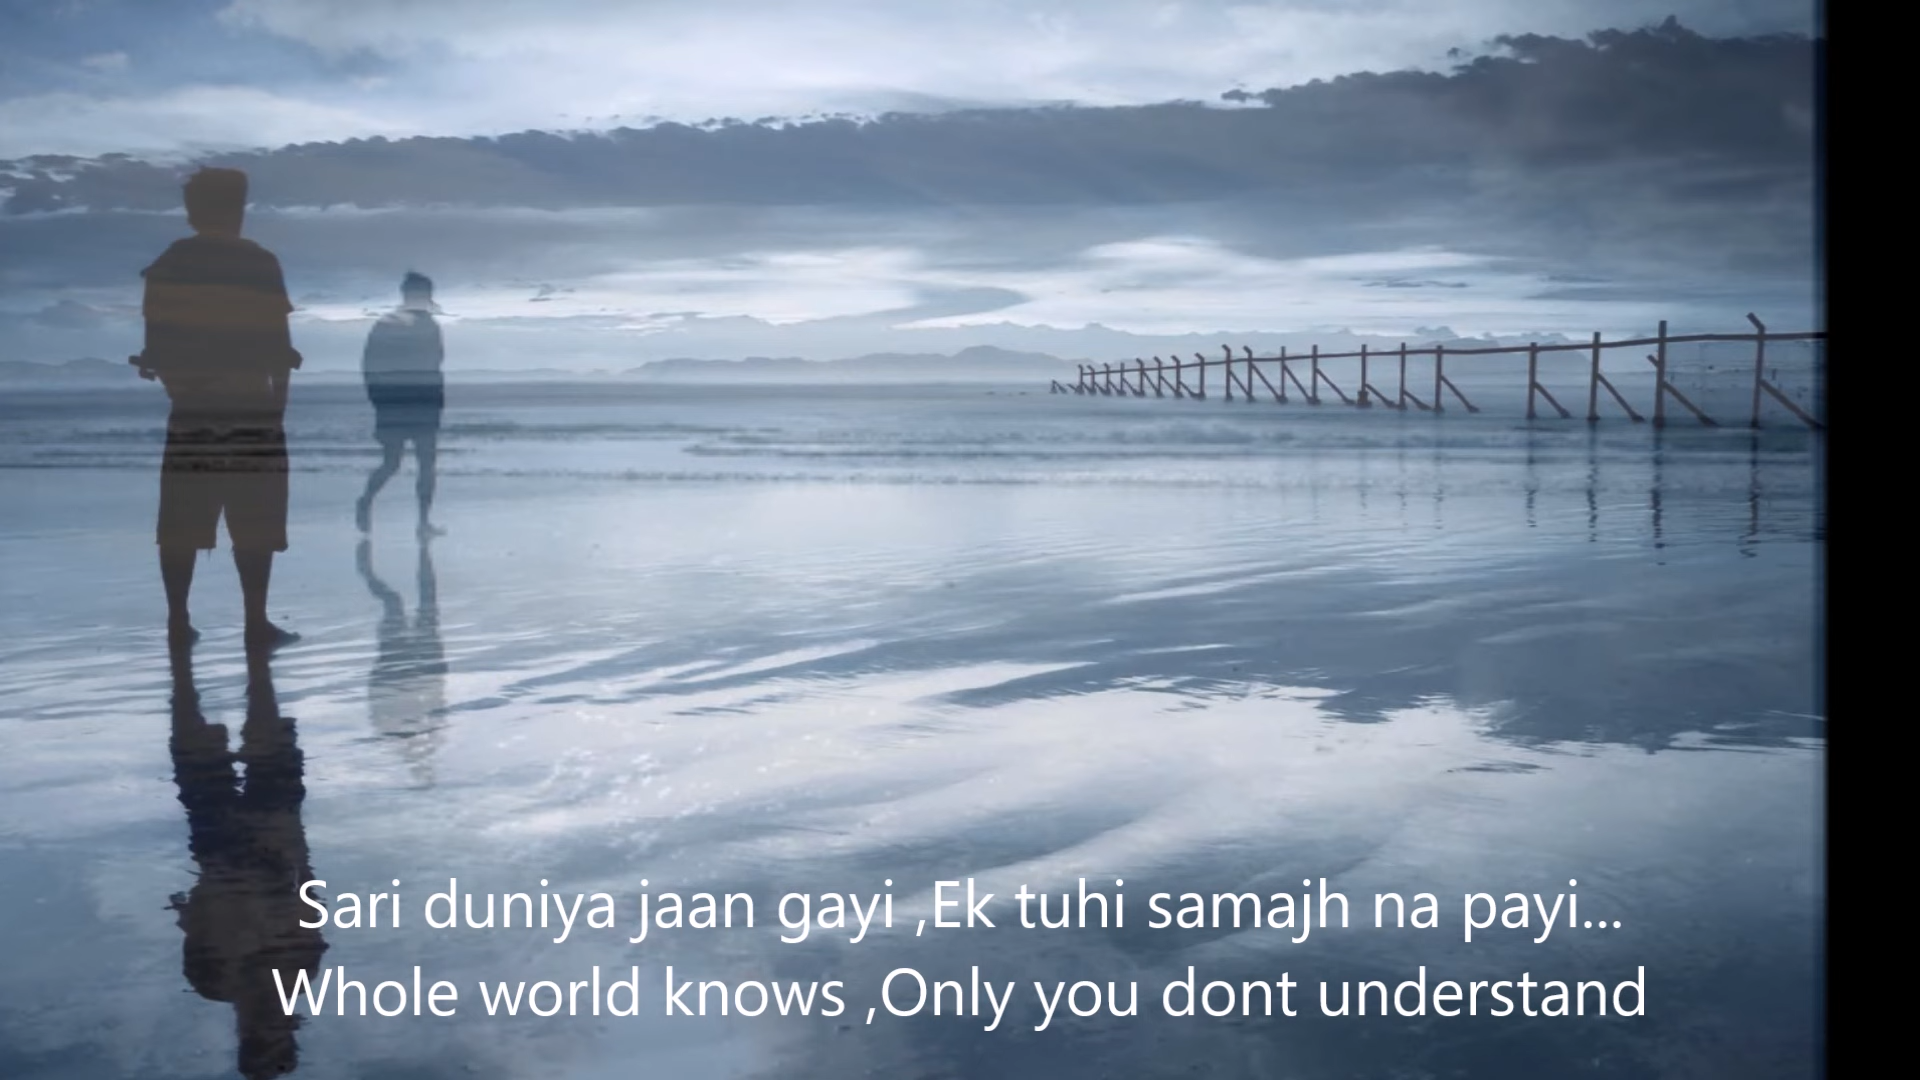 Sari duniya jaan gayi ,Ek tuhi samajh na payi...
Whole world knows ,Only you dont understand